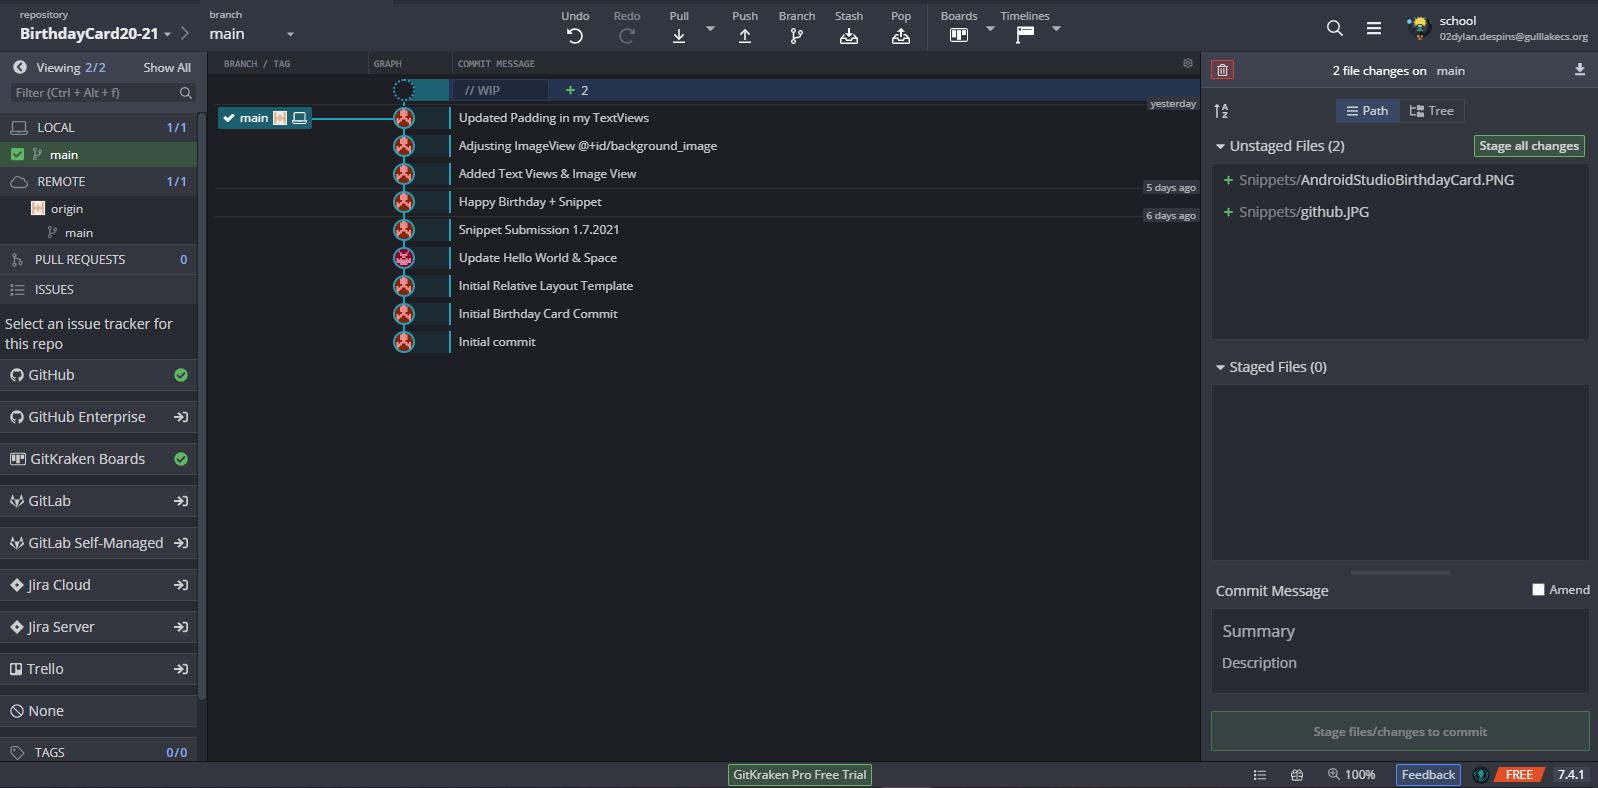 repository
BirthdayCard20-21
branch
main
Undo
Redo
Pull
Push
Branch
Stash
Pop
Boards
Timelines
school
02dylan.despins@gulllakecs.org
Viewing 2/2
Show All
Filter (Ctrl + Alt + f)
LOCAL
1/1
main
REMOTE
1/1
origin
main
PULL REQUESTS
0
ISSUES
Select an issue tracker for
this repo
GitHub
GitHub Enterprise
GitKraken Boards
GitLab
GitLab Self-Managed
Jira Cloud
Jira Server
Trello
None
TAGS
0/0
BRANCH / TAG
GRAPH
COMMIT MESSAGE
// WIP
+ 2
yesterday
main
Updated Padding in my TextViews
Adjusting ImageView @+id/background_image
Added Text Views & Image View
5 days ago
Happy Birthday + Snippet
6 days ago
Snippet Submission 1.7.2021
Update Hello World & Space
Initial Relative Layout Template
Initial Birthday Card Commit
Initial commit
2 file changes on main
A
Z
Path
Tree
Unstaged Files (2)
Stage all changes
+ Snippets/AndroidStudioBirthdayCard.PNG
+ Snippets/github.JPG
Staged Files (0)
Commit Message
Amend
Summary
Description
Stage files/changes to commit
GitKraken Pro Free Trial
100%
Feedback
FREE
7.4.1